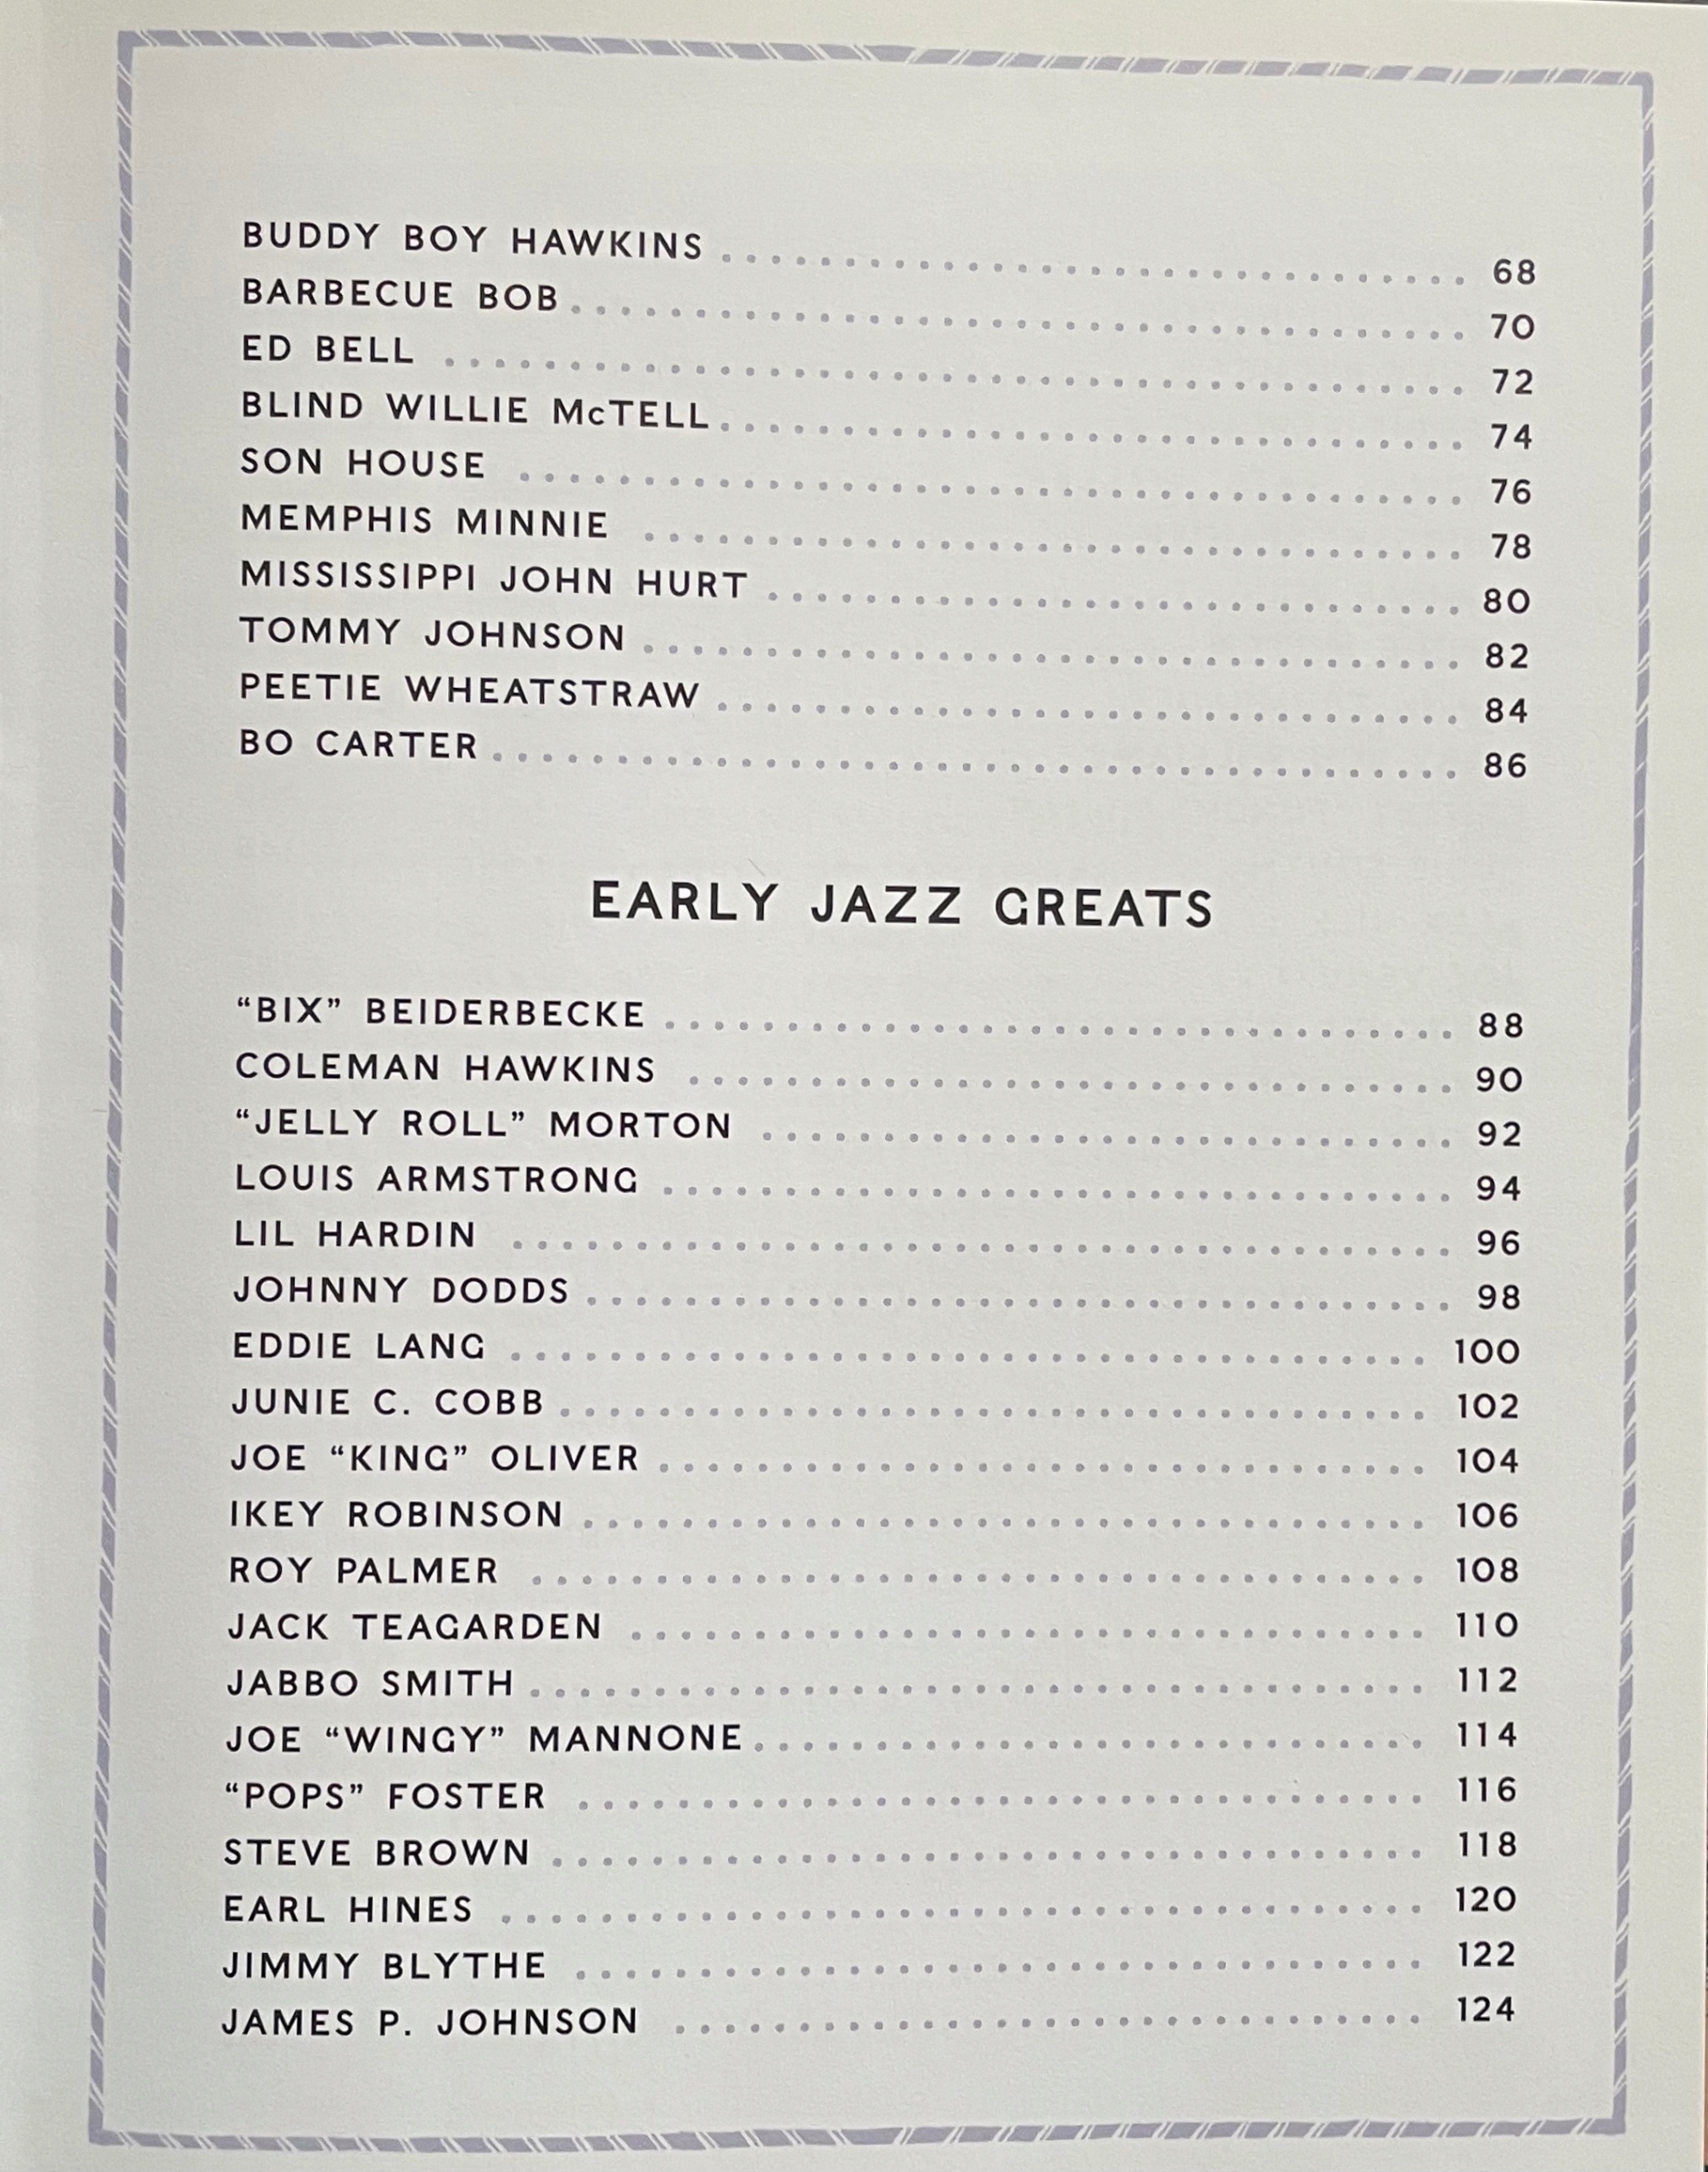 BUDDY BOY HAWKINS . . . . . . . . . . . . . . . . . . . . . . . . . . . . . . . 68
BARBECUE BOB . . . . . . . . . . . . . . . . . . . . . . . . . . . . . . . . . . . . . 70
ED BELL . . . . . . . . . . . . . . . . . . . . . . . . . . . . . . . . . . . . . . . . . . 72
BLIND WILLIE McTELL . . . . . . . . . . . . . . . . . . . . . . . . . . . . . . . 74
SON HOUSE . . . . . . . . . . . . . . . . . . . . . . . . . . . . . . . . . . . . . . . 76
MEMPHIS MINNIE . . . . . . . . . . . . . . . . . . . . . . . . . . . . . . . . . . 78
MISSISSIPPI JOHN HURT . . . . . . . . . . . . . . . . . . . . . . . . . . . . . 80
TOMMY JOHNSON . . . . . . . . . . . . . . . . . . . . . . . . . . . . . . . . . . 82
PEETIE WHEATSTRAW . . . . . . . . . . . . . . . . . . . . . . . . . . . . . . . 84
BO CARTER . . . . . . . . . . . . . . . . . . . . . . . . . . . . . . . . . . . . . . . . 86
EARLY JAZZ GREATS
“BIX” BEIDERBECKE . . . . . . . . . . . . . . . . . . . . . . . . . . . . . . . . . 88
COLEMAN HAWKINS . . . . . . . . . . . . . . . . . . . . . . . . . . . . . . . . 90
“JELLY ROLL” MORTON . . . . . . . . . . . . . . . . . . . . . . . . . . . . . 92
LOUIS ARMSTRONG . . . . . . . . . . . . . . . . . . . . . . . . . . . . . . . . . 94
LIL HARDIN . . . . . . . . . . . . . . . . . . . . . . . . . . . . . . . . . . . . . . . 96
JOHNNY DODDS . . . . . . . . . . . . . . . . . . . . . . . . . . . . . . . . . . . . 98
EDDIE LANG . . . . . . . . . . . . . . . . . . . . . . . . . . . . . . . . . . . . . . 100
JUNIE C. COBB . . . . . . . . . . . . . . . . . . . . . . . . . . . . . . . . . . . . 102
JOE “KING” OLIVER . . . . . . . . . . . . . . . . . . . . . . . . . . . . . . . . 104
IKEY ROBINSON . . . . . . . . . . . . . . . . . . . . . . . . . . . . . . . . . . . 106
ROY PALMER . . . . . . . . . . . . . . . . . . . . . . . . . . . . . . . . . . . . . 108
JACK TEAGARDEN . . . . . . . . . . . . . . . . . . . . . . . . . . . . . . . . . 110
JABBO SMITH . . . . . . . . . . . . . . . . . . . . . . . . . . . . . . . . . . . . . 112
JOE “WINGY” MANNONE . . . . . . . . . . . . . . . . . . . . . . . . . . . . 114
“POPS” FOSTER . . . . . . . . . . . . . . . . . . . . . . . . . . . . . . . . . . . 116
STEVE BROWN . . . . . . . . . . . . . . . . . . . . . . . . . . . . . . . . . . . . 118
EARL HINES . . . . . . . . . . . . . . . . . . . . . . . . . . . . . . . . . . . . . . 120
JIMMY BLYTHE . . . . . . . . . . . . . . . . . . . . . . . . . . . . . . . . . . . 122
JAMES P. JOHNSON . . . . . . . . . . . . . . . . . . . . . . . . . . . . . . . 124